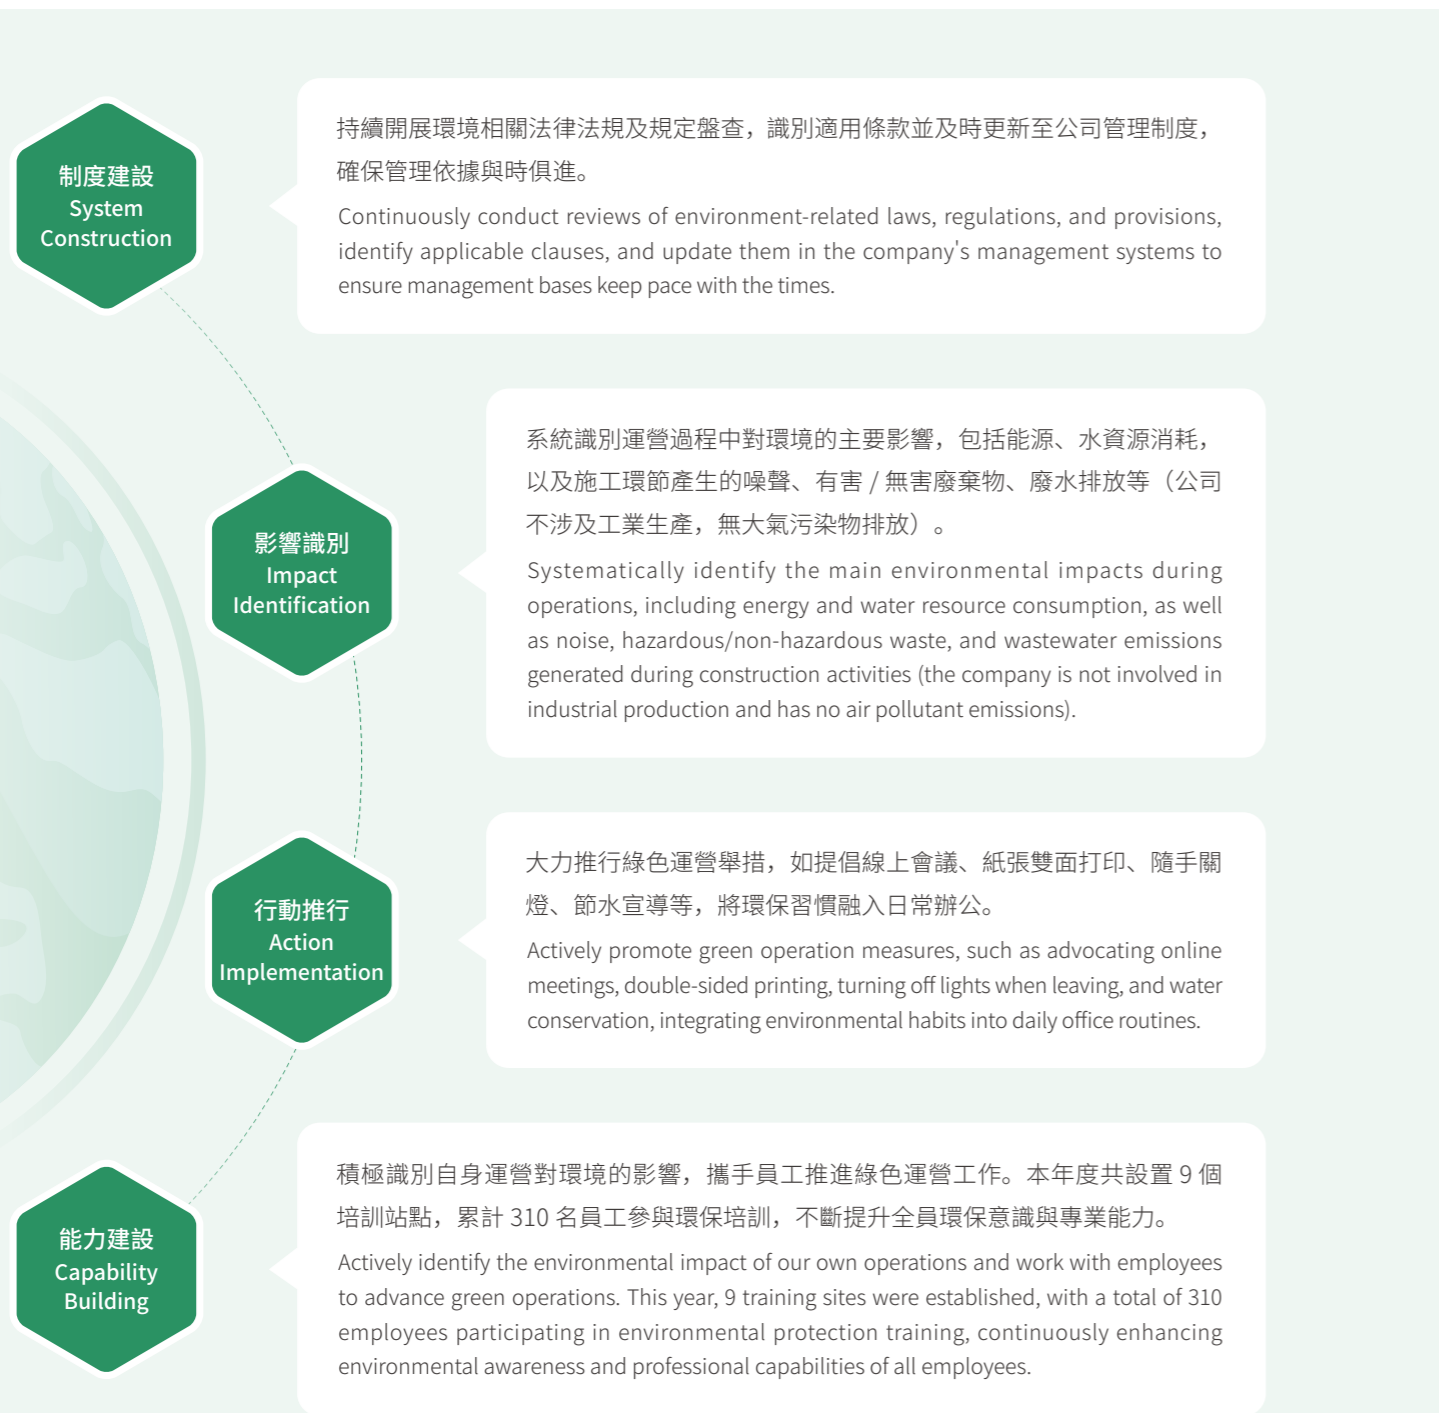 制度建設
System
Construction
持續開展環境相關法律法規及規定盤查，識別適用條款並及時更新至公司管理制度，
確保管理依據與時俱進。
Continuously conduct reviews of environment-related laws, regulations, and provisions,
identify applicable clauses, and update them in the company's management systems to
ensure management bases keep pace with the times.
影響識別
Impact
Identification
系統識別運營過程中對環境的主要影響，包括能源、水資源消耗，
以及施工環節產生的噪聲、有害 / 無害廢棄物、廢水排放等（公司
不涉及工業生產，無大氣污染物排放）。
Systematically identify the main environmental impacts during
operations, including energy and water resource consumption, as well
as noise, hazardous/non-hazardous waste, and wastewater emissions
generated during construction activities (the company is not involved in
industrial production and has no air pollutant emissions).
行動推行
Action
Implementation
大力推行綠色運營舉措，如提倡線上會議、紙張雙面打印、隨手關
燈、節水宣導等，將環保習慣融入日常辦公。
Actively promote green operation measures, such as advocating online
meetings, double-sided printing, turning off lights when leaving, and water
conservation, integrating environmental habits into daily office routines.
能力建設
Capability
Building
積極識別自身運營對環境的影響，攜手員工推進綠色運營工作。本年度共設置 9 個
培訓站點，累計 310 名員工參與環保培訓，不斷提升全員環保意識與專業能力。
Actively identify the environmental impact of our own operations and work with employees
to advance green operations. This year, 9 training sites were established, with a total of 310
employees participating in environmental protection training, continuously enhancing
environmental awareness and professional capabilities of all employees.